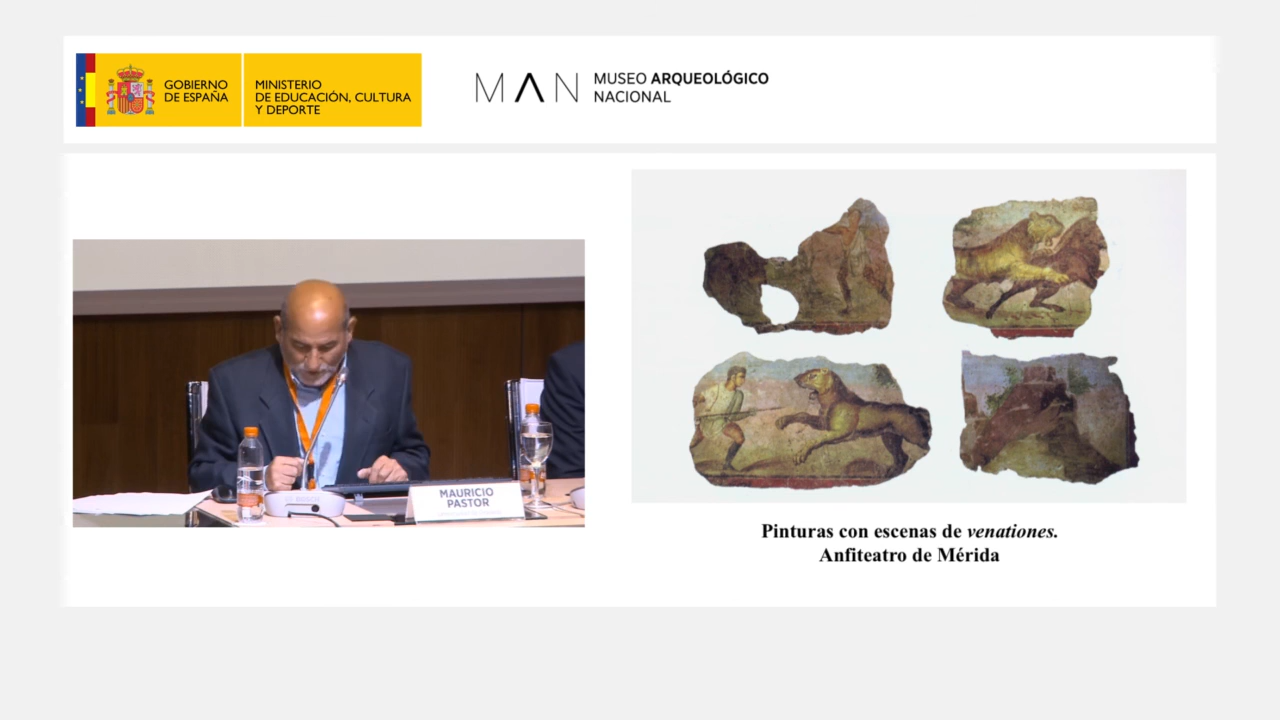 GOBIERNO
DE ESPAÑA
MINISTERIO
DE EDUCACIÓN, CULTURA
Y DEPORTE
MAN
MUSEO ARQUEOLÓGICO
NACIONAL
BOSCH
MAURICIO
PASTOR
Pinturas con escenas de venationes.
Anfiteatro de Mérida